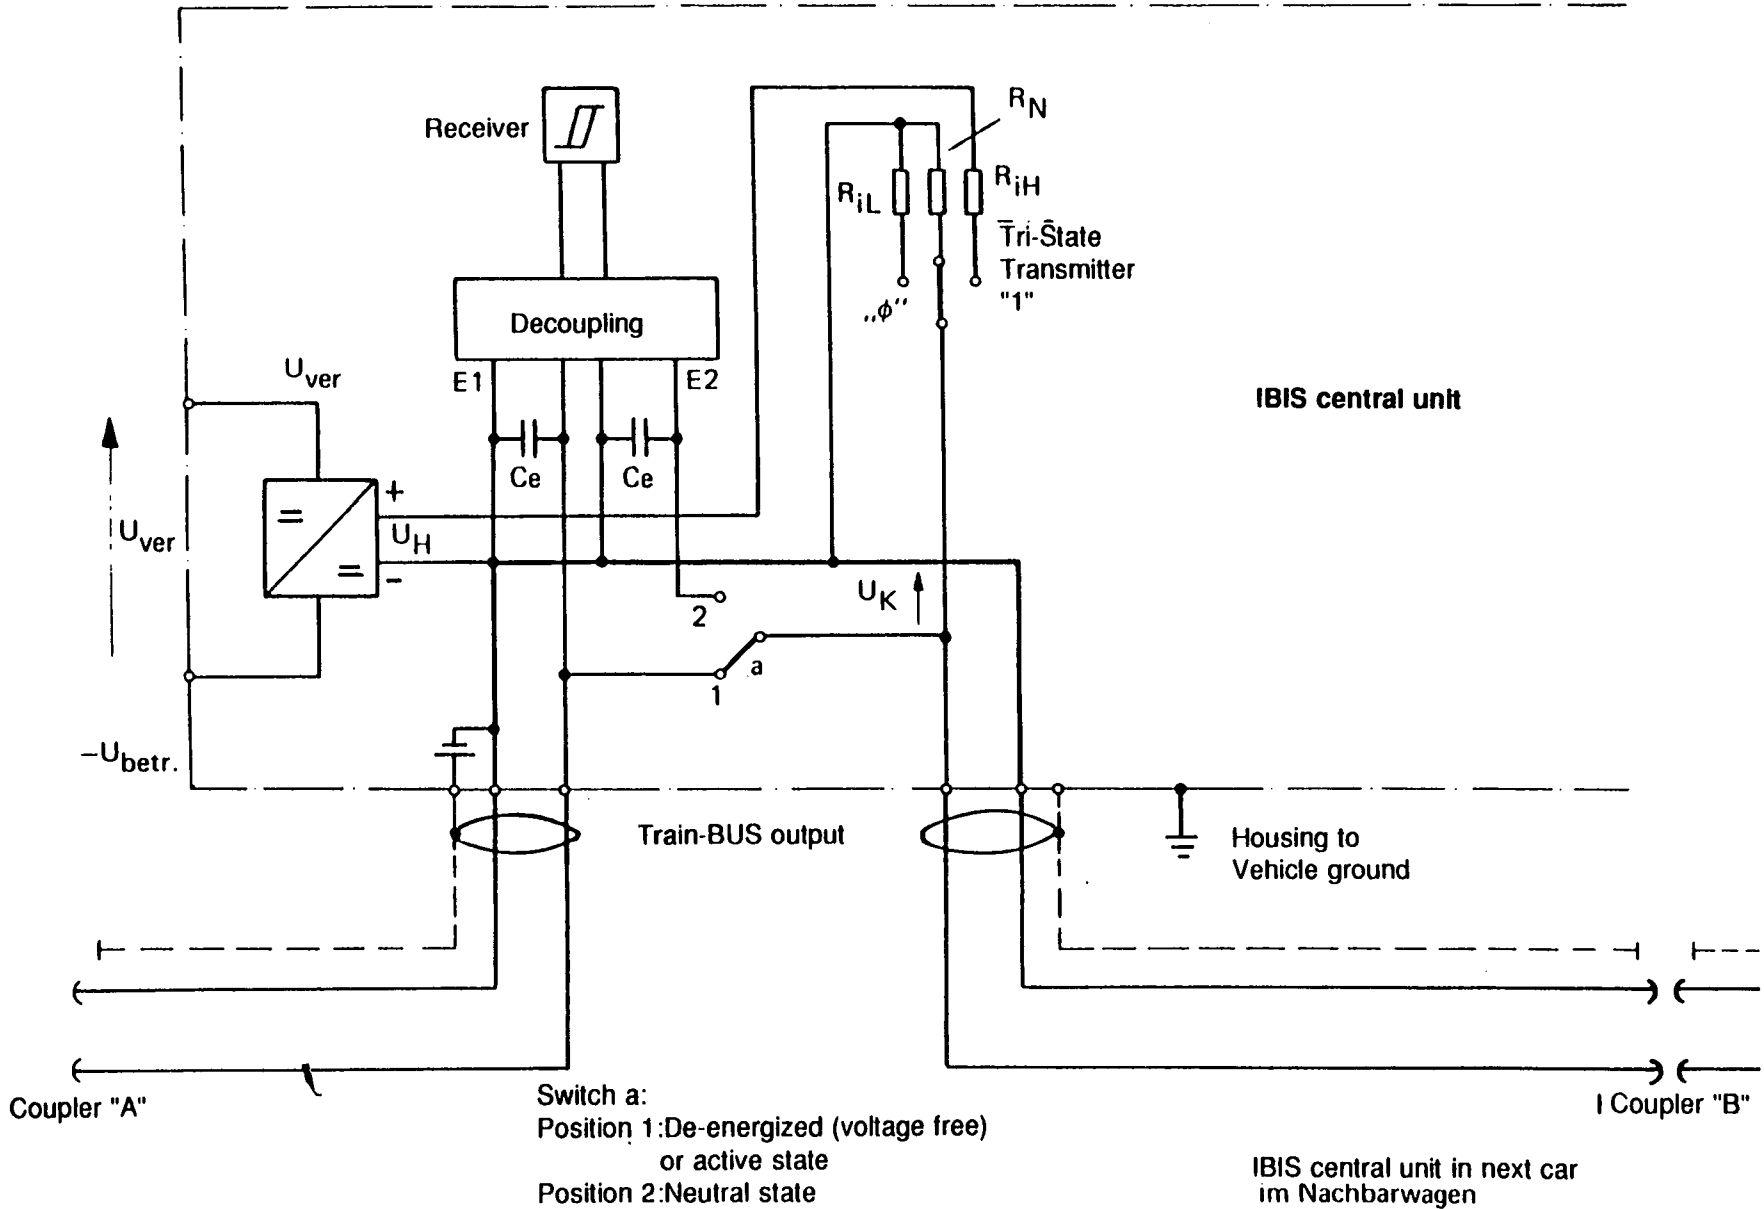 Receiver
R_N
R_iL
R_iH
Tri-State
Transmitter
"1"
„ϕ"
Decoupling
E1
E2
U_ver
IBIS central unit
Ce
Ce
+
U_ver
=
U_H
=
-
2
U_K
a
1
–U_betr.
Train-BUS output
Housing to
Vehicle ground
Coupler "A"
Switch a:
Position 1:De-energized (voltage free)
or active state
Position 2:Neutral state
I Coupler "B"
IBIS central unit in next car
im Nachbarwagen